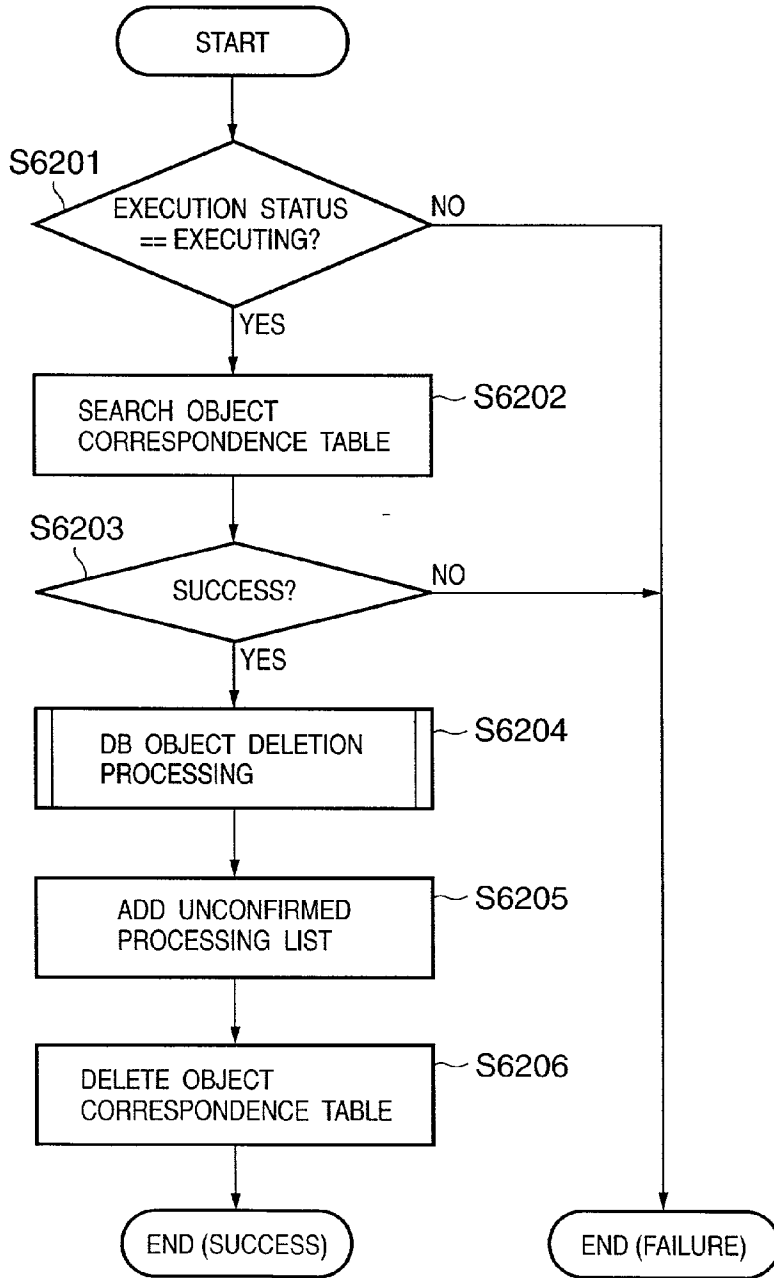 START
S6201
EXECUTION STATUS
== EXECUTING?
NO
YES
SEARCH OBJECT
CORRESPONDENCE TABLE
S6202
S6203
SUCCESS?
NO
YES
DB OBJECT DELETION
PROCESSING
S6204
ADD UNCONFIRMED
PROCESSING LIST
S6205
DELETE OBJECT
CORRESPONDENCE TABLE
S6206
END (SUCCESS)
END (FAILURE)